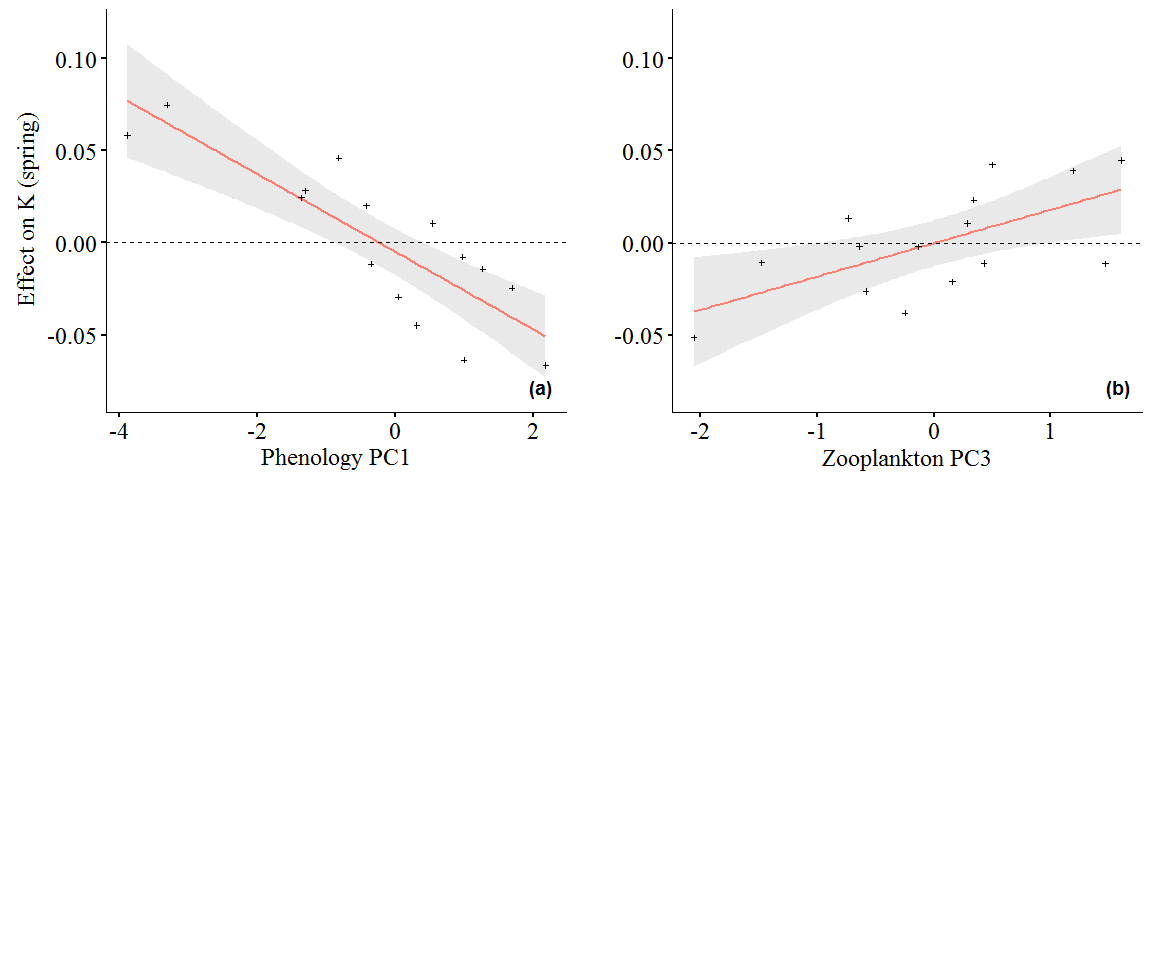 Effect on K (spring)
0.10
0.05
0.00
-0.05
-4 -2 0 2
Phenology PC1
(a)
0.10
0.05
0.00
-0.05
-2 -1 0 1
Zooplankton PC3
(b)